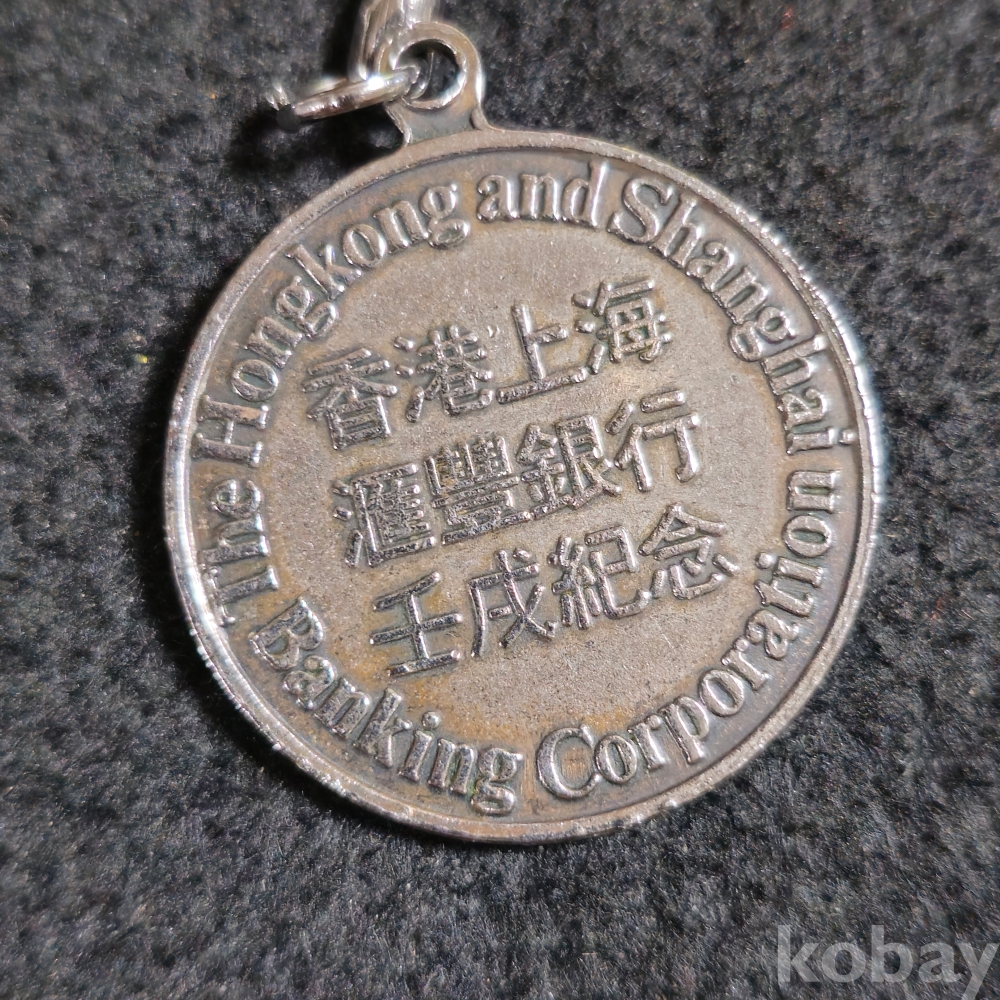 The Hongkong and Shanghai
Banking Corporation
香港上海
滙豐銀行
壬戌紀念
kobay